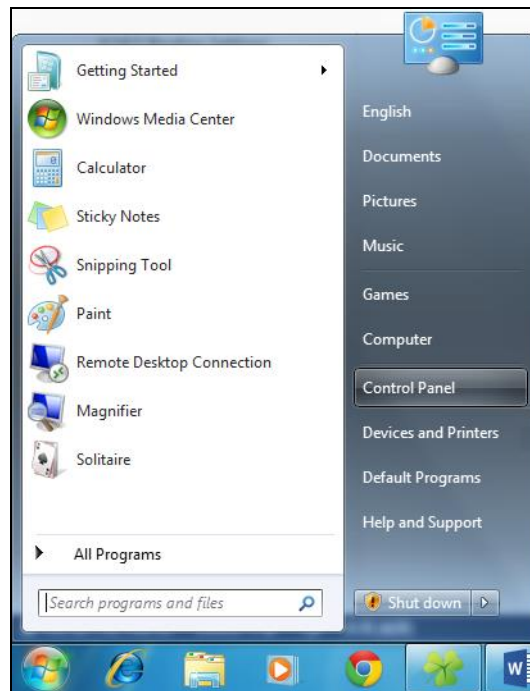 Getting Started
Windows Media Center
Calculator
Sticky Notes
Snipping Tool
Paint
Remote Desktop Connection
Magnifier
Solitaire
All Programs
Search programs and files
English
Documents
Pictures
Music
Games
Computer
Control Panel
Devices and Printers
Default Programs
Help and Support
Shut down
W